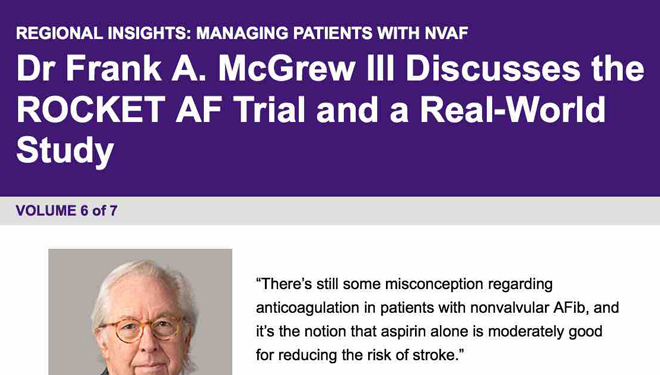 REGIONAL INSIGHTS: MANAGING PATIENTS WITH NVAF
Dr Frank A. McGrew III Discusses the
ROCKET AF Trial and a Real-World
Study
VOLUME 6 of 7
“There’s still some misconception regarding
anticoagulation in patients with nonvalvular AFib, and
it’s the notion that aspirin alone is moderately good
for reducing the risk of stroke.”